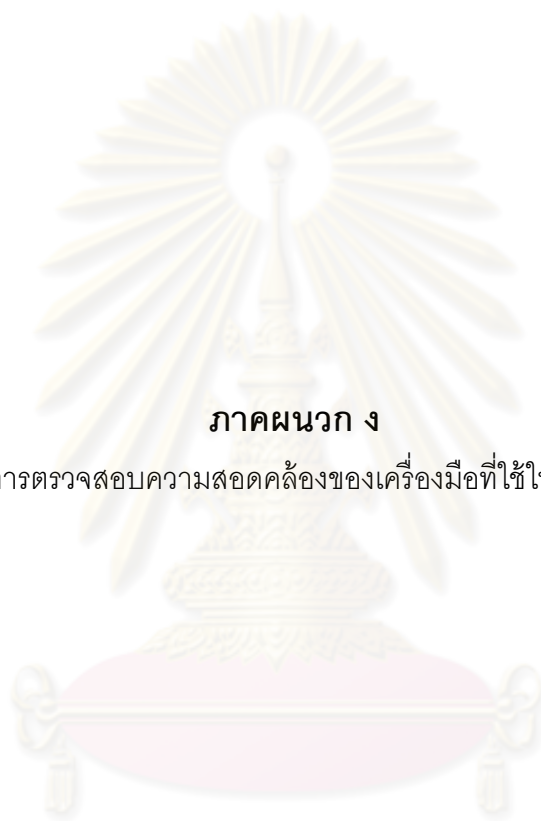 ภาคผนวก ง
ารตรวจสอบความสอดคล้องของเครื่องมือที่ใช้ใ